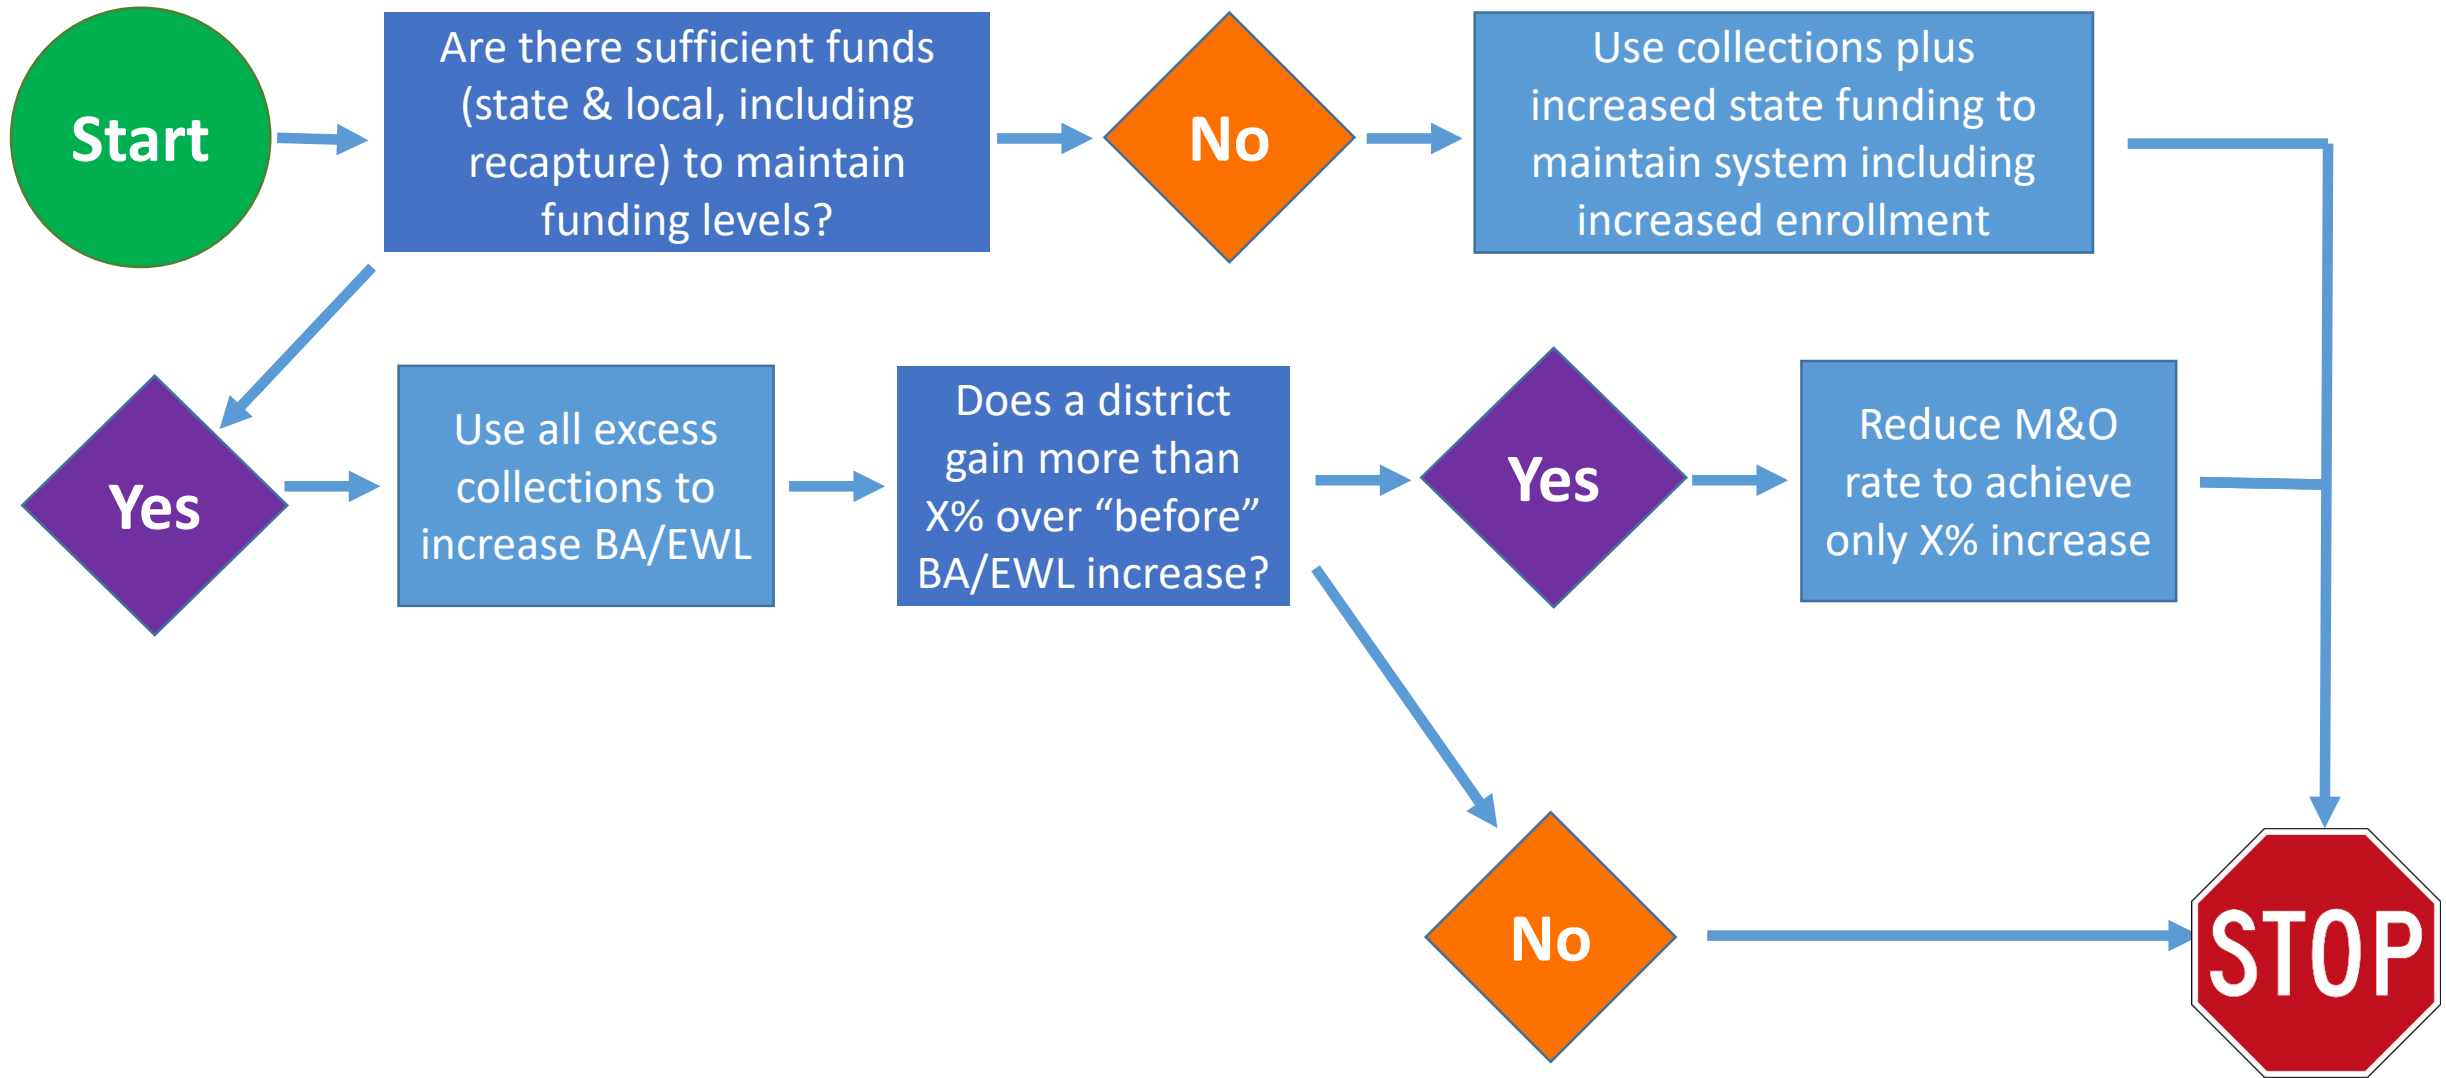 Start
Are there sufficient funds
(state & local, including
recapture) to maintain
funding levels?
No
Use collections plus
increased state funding to
maintain system including
increased enrollment
Yes
Use all excess
collections to
increase BA/EWL
Does a district
gain more than
X% over “before”
BA/EWL increase?
Yes
Reduce M&O
rate to achieve
only X% increase
No
STOP